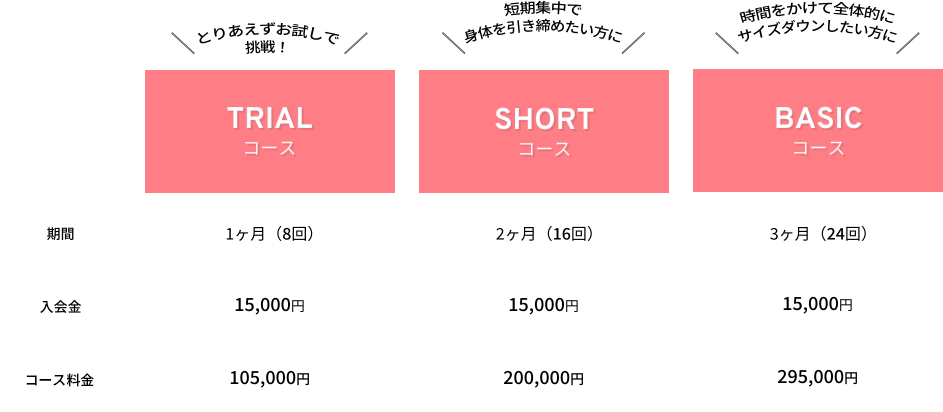 とりあえずお試しで
挑戦！
短期集中で
身体を引き締めたい方に
時間をかけて全体的に
サイズダウンしたい方に
TRIAL
コース
SHORT
コース
BASIC
コース
期間
1ヶ月（8回）
2ヶ月（16回）
3ヶ月（24回）
入会金
15,000円
15,000円
15,000円
コース料金
105,000円
200,000円
295,000円